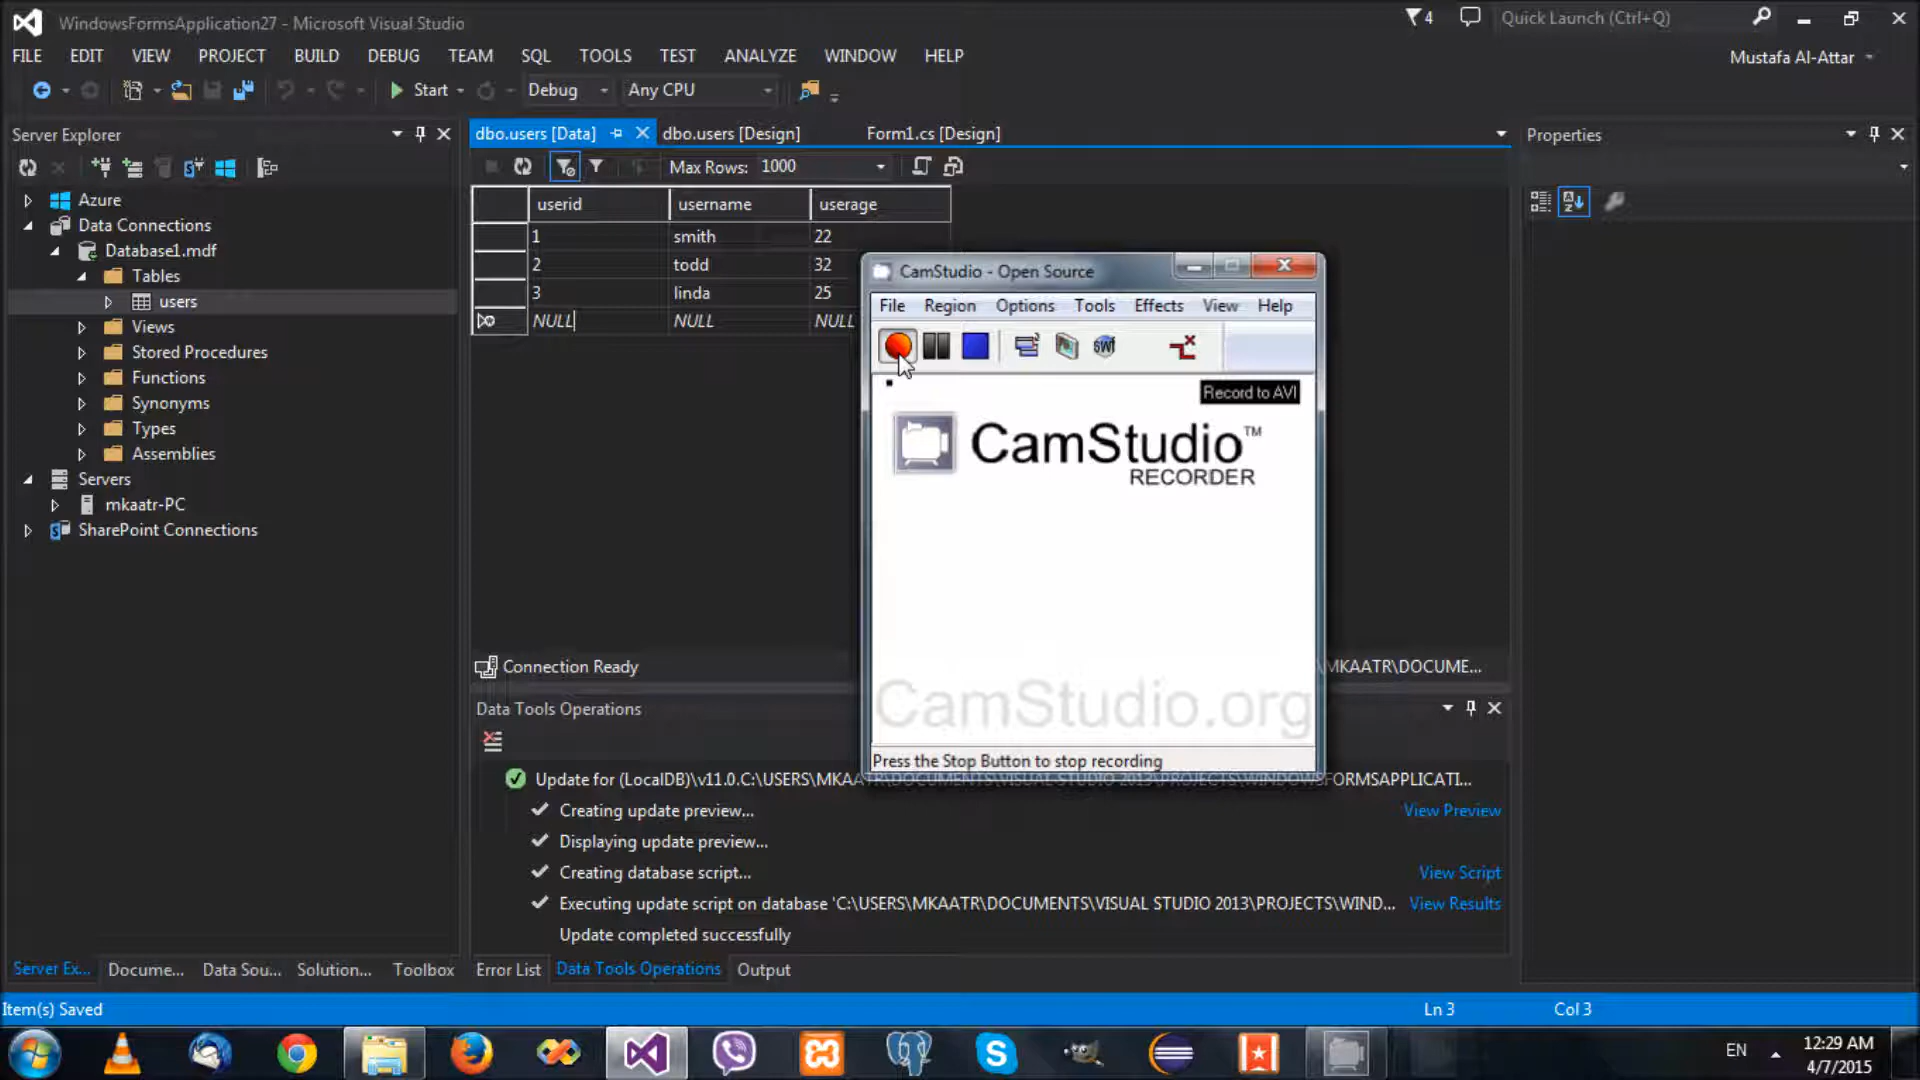 WindowsFormsApplication27 - Microsoft Visual Studio
4
Quick Launch (Ctrl+Q)
FILE EDIT VIEW PROJECT BUILD DEBUG TEAM SQL TOOLS TEST ANALYZE WINDOW HELP
Mustafa Al-Attar
Start Debug Any CPU
Server Explorer
dbo.users [Data] dbo.users [Design] Form1.cs [Design]
Properties
Max Rows: 1000
Azure
Data Connections
Database1.mdf
Tables
users
Views
Stored Procedures
Functions
Synonyms
Types
Assemblies
Servers
mkaatr-PC
SharePoint Connections
userid username userage
1 smith 22
2 todd 32
3 linda 25
NULL NULL NULL
CamStudio - Open Source
File Region Options Tools Effects View Help
swf
Record to AVI
CamStudio™
RECORDER
CamStudio.org
Press the Stop Button to stop recording
Connection Ready
\MKAATR\DOCUME...
Data Tools Operations
Update for (LocalDB)\v11.0.C:\USERS\MKAATR\DOCUMENTS\VISUAL STUDIO 2013\PROJECTS\WINDOWSFORMSAPPLICATI...
Creating update preview... View Preview
Displaying update preview...
Creating database script... View Script
Executing update script on database 'C:\USERS\MKAATR\DOCUMENTS\VISUAL STUDIO 2013\PROJECTS\WIND... View Results
Update completed successfully
Server Ex... Docume... Data Sou... Solution... Toolbox
Error List Data Tools Operations Output
Item(s) Saved
Ln 3 Col 3
EN
12:29 AM
4/7/2015